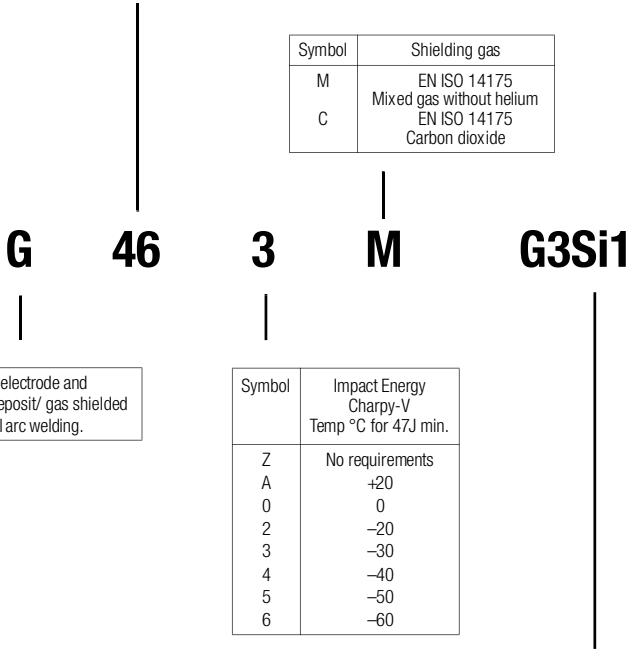 Symbol Shielding gas
M EN ISO 14175
Mixed gas without helium
C EN ISO 14175
Carbon dioxide
G 46 3 M G3Si1
electrode and
eposit/ gas shielded
l arc welding.
Symbol Impact Energy
Charpy-V
Temp °C for 47J min.
Z No requirements
A +20
0 0
2 –20
3 –30
4 –40
5 –50
6 –60